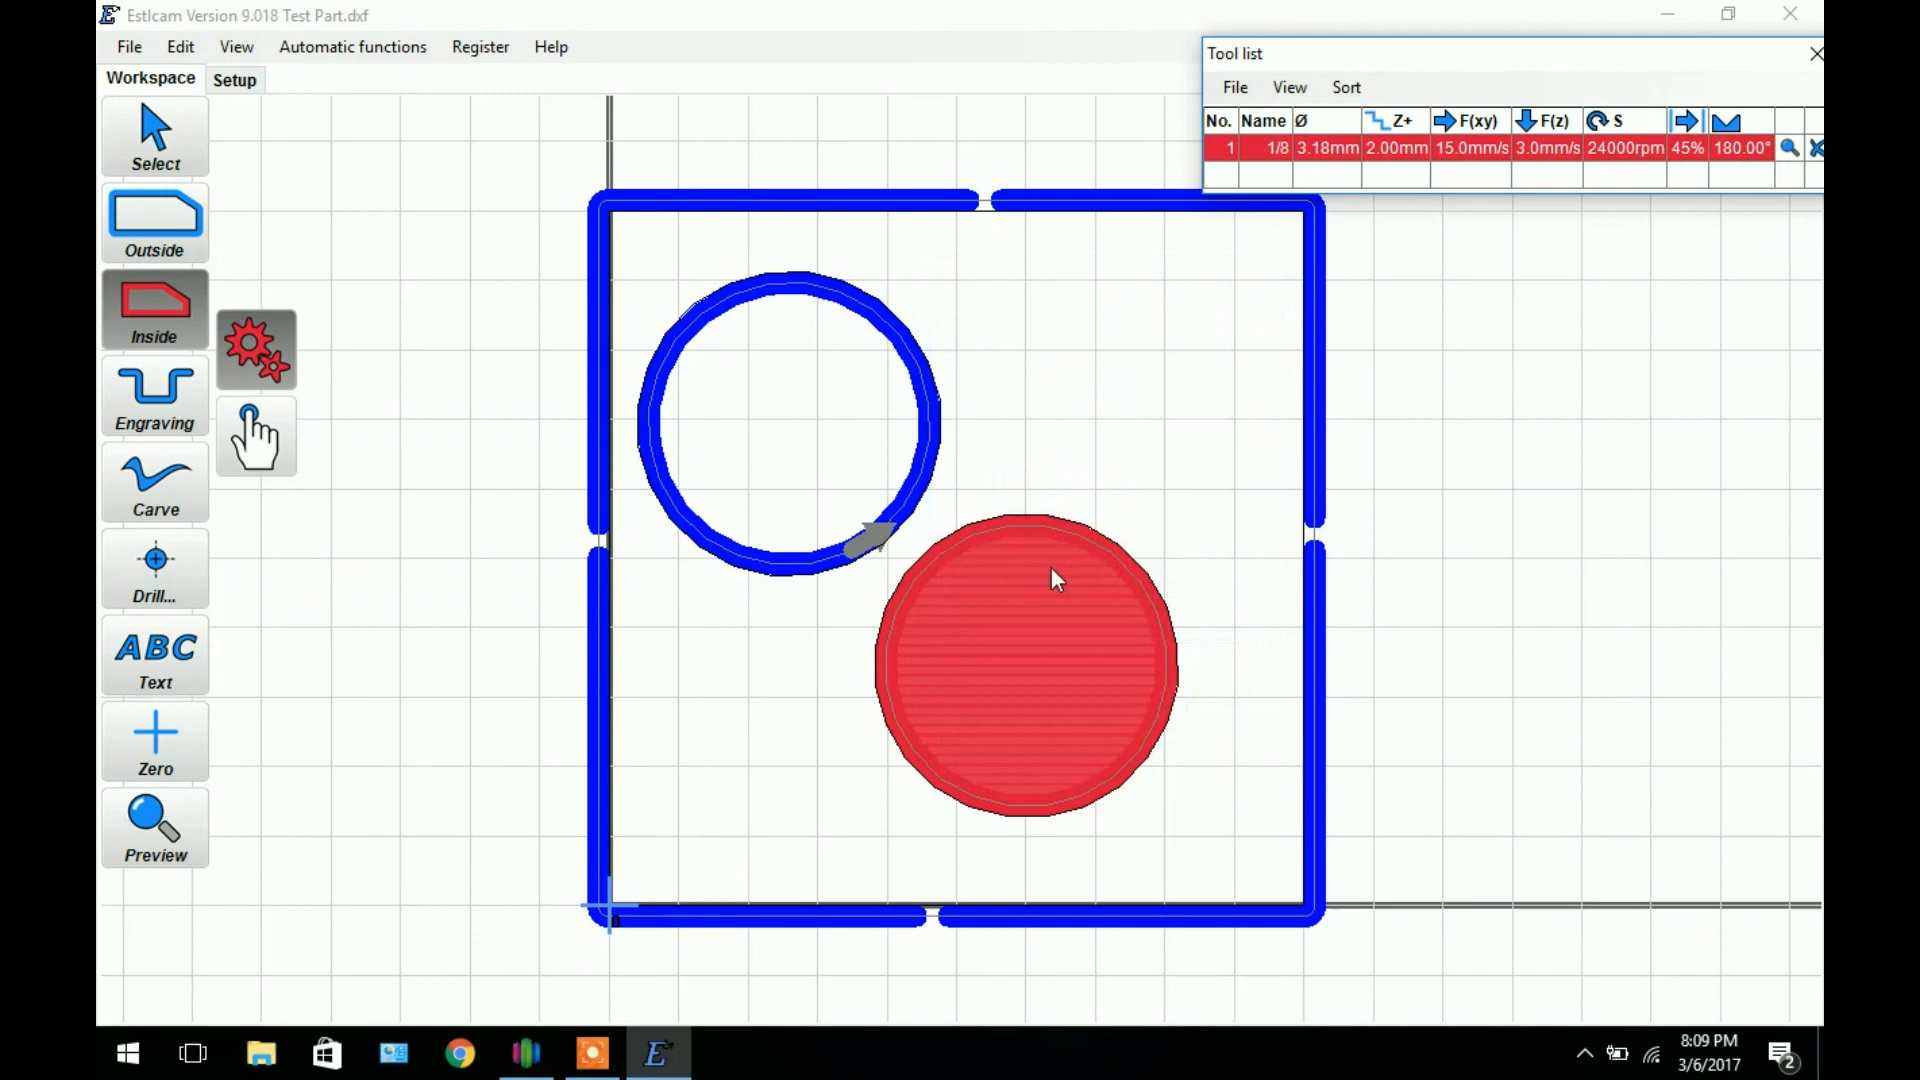 Estlcam Version 9.018 Test Part.dxf
File Edit View Automatic functions Register Help
Workspace Setup
Select
Outside
Inside
Engraving
Carve
Drill...
ABC
Text
Zero
Preview
Tool list
File View Sort
No. Name Ø Z+ F(xy) F(z) S
1 1/8 3.18mm 2.00mm 15.0mm/s 3.0mm/s 24000rpm 45% 180.00°
0
8:09 PM
3/6/2017
2